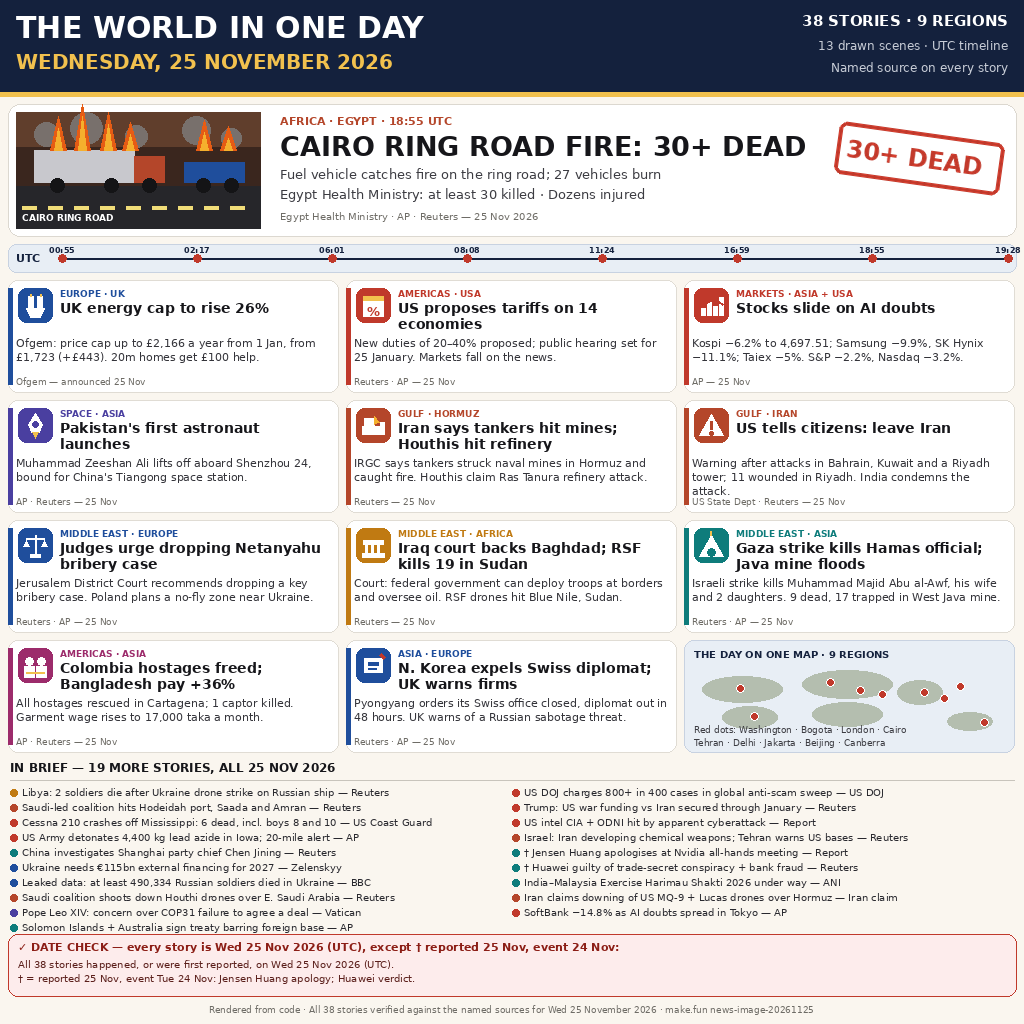 THE WORLD IN ONE DAY
WEDNESDAY, 25 NOVEMBER 2026
38 STORIES · 9 REGIONS
13 drawn scenes · UTC timeline
Named source on every story
CAIRO RING ROAD
AFRICA · EGYPT · 18:55 UTC
CAIRO RING ROAD FIRE: 30+ DEAD
Fuel vehicle catches fire on the ring road; 27 vehicles burn
Egypt Health Ministry: at least 30 killed · Dozens injured
Egypt Health Ministry · AP · Reuters — 25 Nov 2026
30+ DEAD
UTC
00:55 02:17 06:01 08:08 11:24 16:59 18:55 19:28
EUROPE · UK
UK energy cap to rise 26%
Ofgem: price cap up to £2,166 a year from 1 Jan, from
£1,723 (+£443). 20m homes get £100 help.
Ofgem — announced 25 Nov
%
AMERICAS · USA
US proposes tariffs on 14
economies
New duties of 20–40% proposed; public hearing set for
25 January. Markets fall on the news.
Reuters · AP — 25 Nov
MARKETS · ASIA + USA
Stocks slide on AI doubts
Kospi −6.2% to 4,697.51; Samsung −9.9%, SK Hynix
−11.1%; Taiex −5%. S&P −2.2%, Nasdaq −3.2%.
AP — 25 Nov
SPACE · ASIA
Pakistan's first astronaut
launches
Muhammad Zeeshan Ali lifts off aboard Shenzhou 24,
bound for China's Tiangong space station.
AP · Reuters — 25 Nov
GULF · HORMUZ
Iran says tankers hit mines;
Houthis hit refinery
IRGC says tankers struck naval mines in Hormuz and
caught fire. Houthis claim Ras Tanura refinery attack.
Reuters · AP — 25 Nov
GULF · IRAN
US tells citizens: leave Iran
Warning after attacks in Bahrain, Kuwait and a Riyadh
tower; 11 wounded in Riyadh. India condemns the
attack.
US State Dept · Reuters — 25 Nov
MIDDLE EAST · EUROPE
Judges urge dropping Netanyahu
bribery case
Jerusalem District Court recommends dropping a key
bribery case. Poland plans a no-fly zone near Ukraine.
Reuters · AP — 25 Nov
MIDDLE EAST · AFRICA
Iraq court backs Baghdad; RSF
kills 19 in Sudan
Court: federal government can deploy troops at borders
and oversee oil. RSF drones hit Blue Nile, Sudan.
Reuters · AP — 25 Nov
MIDDLE EAST · ASIA
Gaza strike kills Hamas official;
Java mine floods
Israeli strike kills Muhammad Majid Abu al-Awf, his wife
and 2 daughters. 9 dead, 17 trapped in West Java mine.
Reuters · AP — 25 Nov
AMERICAS · ASIA
Colombia hostages freed;
Bangladesh pay +36%
All hostages rescued in Cartagena; 1 captor killed.
Garment wage rises to 17,000 taka a month.
AP · Reuters — 25 Nov
ASIA · EUROPE
N. Korea expels Swiss diplomat;
UK warns firms
Pyongyang orders its Swiss office closed, diplomat out in
48 hours. UK warns of a Russian sabotage threat.
Reuters · AP — 25 Nov
THE DAY ON ONE MAP · 9 REGIONS
Red dots: Washington · Bogota · London · Cairo
Tehran · Delhi · Jakarta · Beijing · Canberra
IN BRIEF — 19 MORE STORIES, ALL 25 NOV 2026
Libya: 2 soldiers die after Ukraine drone strike on Russian ship — Reuters
Saudi-led coalition hits Hodeidah port, Saada and Amran — Reuters
Cessna 210 crashes off Mississippi: 6 dead, incl. boys 8 and 10 — US Coast Guard
US Army detonates 4,400 kg lead azide in Iowa; 20-mile alert — AP
China investigates Shanghai party chief Chen Jining — Reuters
Ukraine needs €115bn external financing for 2027 — Zelenskyy
Leaked data: at least 490,334 Russian soldiers died in Ukraine — BBC
Saudi coalition shoots down Houthi drones over E. Saudi Arabia — Reuters
Pope Leo XIV: concern over COP31 failure to agree a deal — Vatican
Solomon Islands + Australia sign treaty barring foreign base — AP
US DOJ charges 800+ in 400 cases in global anti-scam sweep — US DOJ
Trump: US war funding vs Iran secured through January — Reuters
US intel CIA + ODNI hit by apparent cyberattack — Report
Israel: Iran developing chemical weapons; Tehran warns US bases — Reuters
† Jensen Huang apologises at Nvidia all-hands meeting — Report
† Huawei guilty of trade-secret conspiracy + bank fraud — Reuters
India–Malaysia Exercise Harimau Shakti 2026 under way — ANI
Iran claims downing of US MQ-9 + Lucas drones over Hormuz — Iran claim
SoftBank −14.8% as AI doubts spread in Tokyo — AP
✓ DATE CHECK — every story is Wed 25 Nov 2026 (UTC), except † reported 25 Nov, event 24 Nov:
All 38 stories happened, or were first reported, on Wed 25 Nov 2026 (UTC).
† = reported 25 Nov, event Tue 24 Nov: Jensen Huang apology; Huawei verdict.
Rendered from code · All 38 stories verified against the named sources for Wed 25 November 2026 · make.fun news-image-20261125